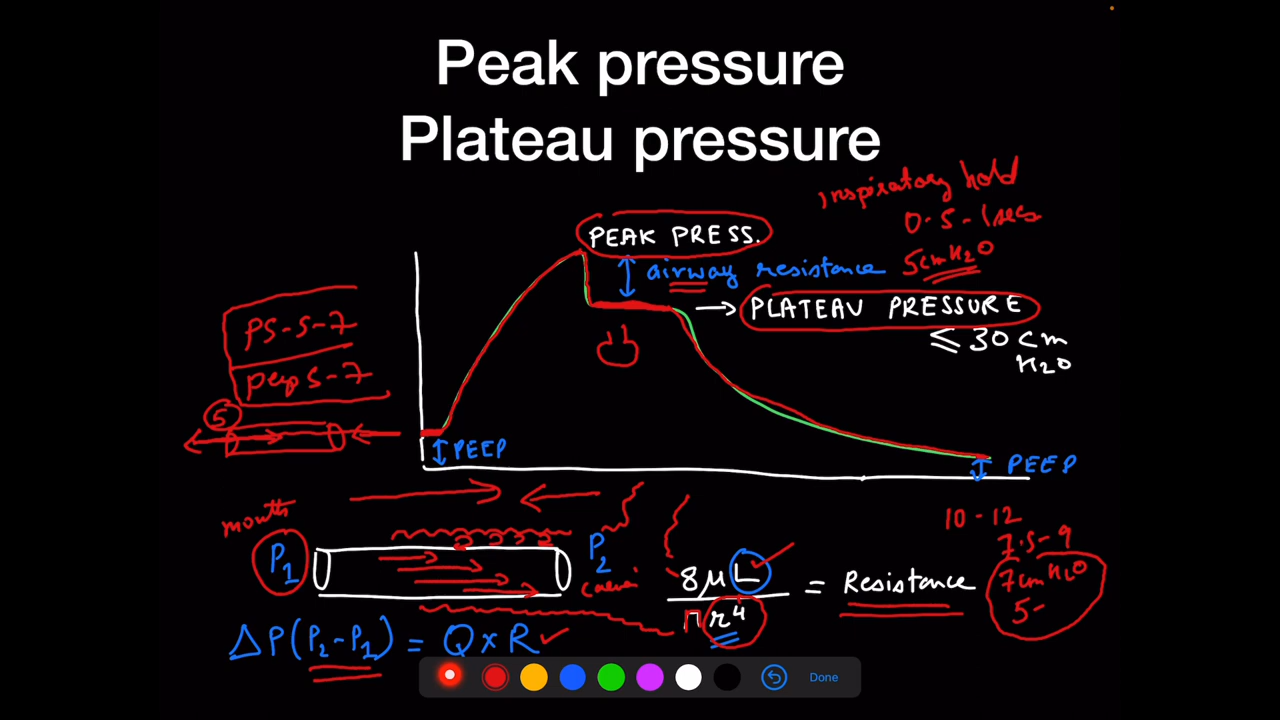 Peak pressure
Plateau pressure
inspiratory hold
0.5-1secs
5cmH2O
PEAK PRESS.
airway resistance
→ PLATEAU PRESSURE
≤ 30 cm
H2O
PS-5-7
peep 5-7
5
PEEP
PEEP
mouth
P1
P2
8μL
πr⁴
= Resistance
10-12
7.5-9
7cmH2O
5-
ΔP(P2-P1) = Q×R
Done